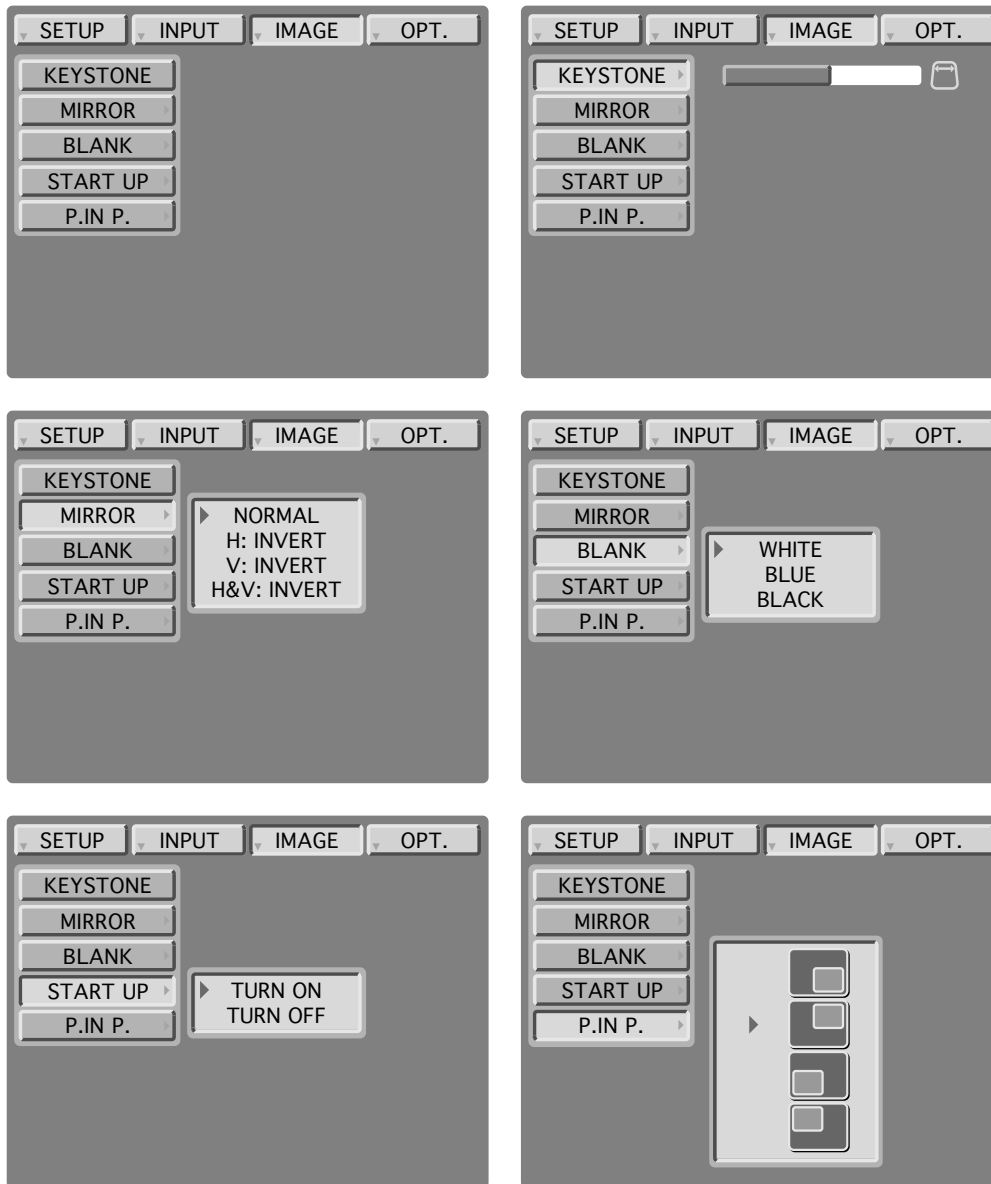 SETUP INPUT IMAGE OPT.
KEYSTONE
MIRROR
BLANK
START UP
P.IN P.
SETUP INPUT IMAGE OPT.
KEYSTONE
MIRROR
BLANK
START UP
P.IN P.
SETUP INPUT IMAGE OPT.
KEYSTONE
MIRROR
BLANK
START UP
P.IN P.
NORMAL
H: INVERT
V: INVERT
H&V: INVERT
SETUP INPUT IMAGE OPT.
KEYSTONE
MIRROR
BLANK
START UP
P.IN P.
WHITE
BLUE
BLACK
SETUP INPUT IMAGE OPT.
KEYSTONE
MIRROR
BLANK
START UP
P.IN P.
TURN ON
TURN OFF
SETUP INPUT IMAGE OPT.
KEYSTONE
MIRROR
BLANK
START UP
P.IN P.